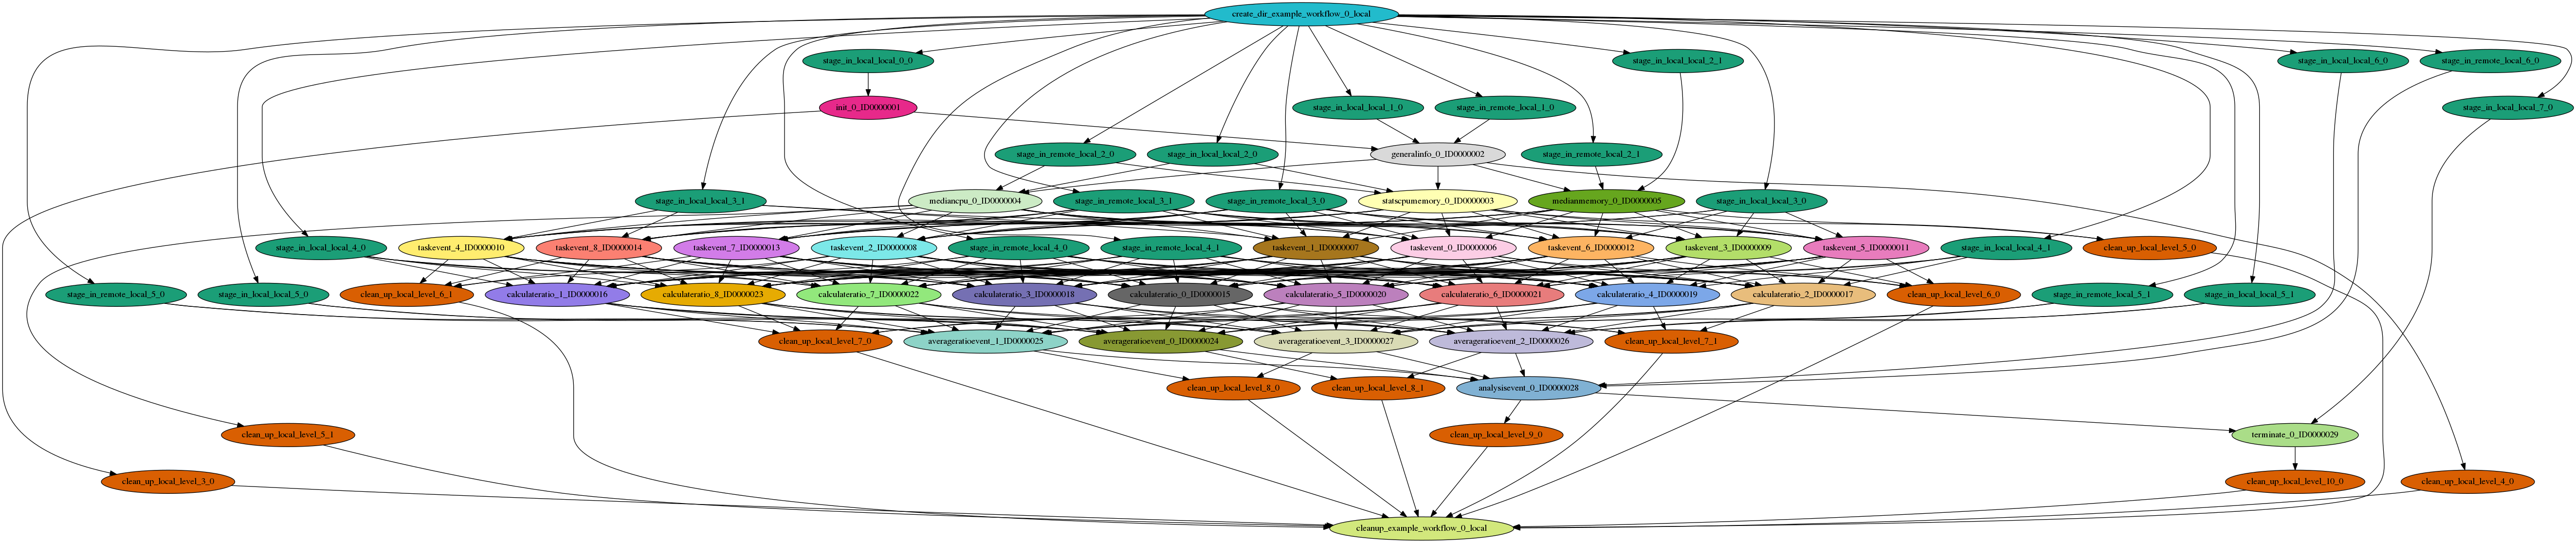 create_dir_example_workflow_0_local
stage_in_local_local_0_0
stage_in_local_local_2_1
stage_in_local_local_6_0
stage_in_remote_local_6_0
init_0_ID0000001
stage_in_local_local_1_0
stage_in_remote_local_1_0
stage_in_local_local_7_0
stage_in_remote_local_2_0
stage_in_local_local_2_0
generalinfo_0_ID0000002
stage_in_remote_local_2_1
stage_in_local_local_3_1
mediancpu_0_ID0000004
stage_in_remote_local_3_1
stage_in_remote_local_3_0
statscpumemory_0_ID0000003
medianmemory_0_ID0000005
stage_in_local_local_3_0
stage_in_local_local_4_0
taskevent_4_ID0000010
taskevent_8_ID0000014
taskevent_7_ID0000013
taskevent_2_ID0000008
stage_in_remote_local_4_0
stage_in_remote_local_4_1
taskevent_1_ID0000007
taskevent_0_ID0000006
taskevent_6_ID0000012
taskevent_3_ID0000009
taskevent_5_ID0000011
stage_in_local_local_4_1
clean_up_local_level_5_0
stage_in_remote_local_5_0
stage_in_local_local_5_0
clean_up_local_level_6_1
calculateratio_1_ID0000016
calculateratio_8_ID0000023
calculateratio_7_ID0000022
calculateratio_3_ID0000018
calculateratio_0_ID0000015
calculateratio_5_ID0000020
calculateratio_6_ID0000021
calculateratio_4_ID0000019
calculateratio_2_ID0000017
clean_up_local_level_6_0
stage_in_remote_local_5_1
stage_in_local_local_5_1
clean_up_local_level_7_0
averageratioevent_1_ID0000025
averageratioevent_0_ID0000024
averageratioevent_3_ID0000027
averageratioevent_2_ID0000026
clean_up_local_level_7_1
clean_up_local_level_8_0
clean_up_local_level_8_1
analysisevent_0_ID0000028
clean_up_local_level_5_1
clean_up_local_level_9_0
terminate_0_ID0000029
clean_up_local_level_3_0
clean_up_local_level_10_0
clean_up_local_level_4_0
cleanup_example_workflow_0_local